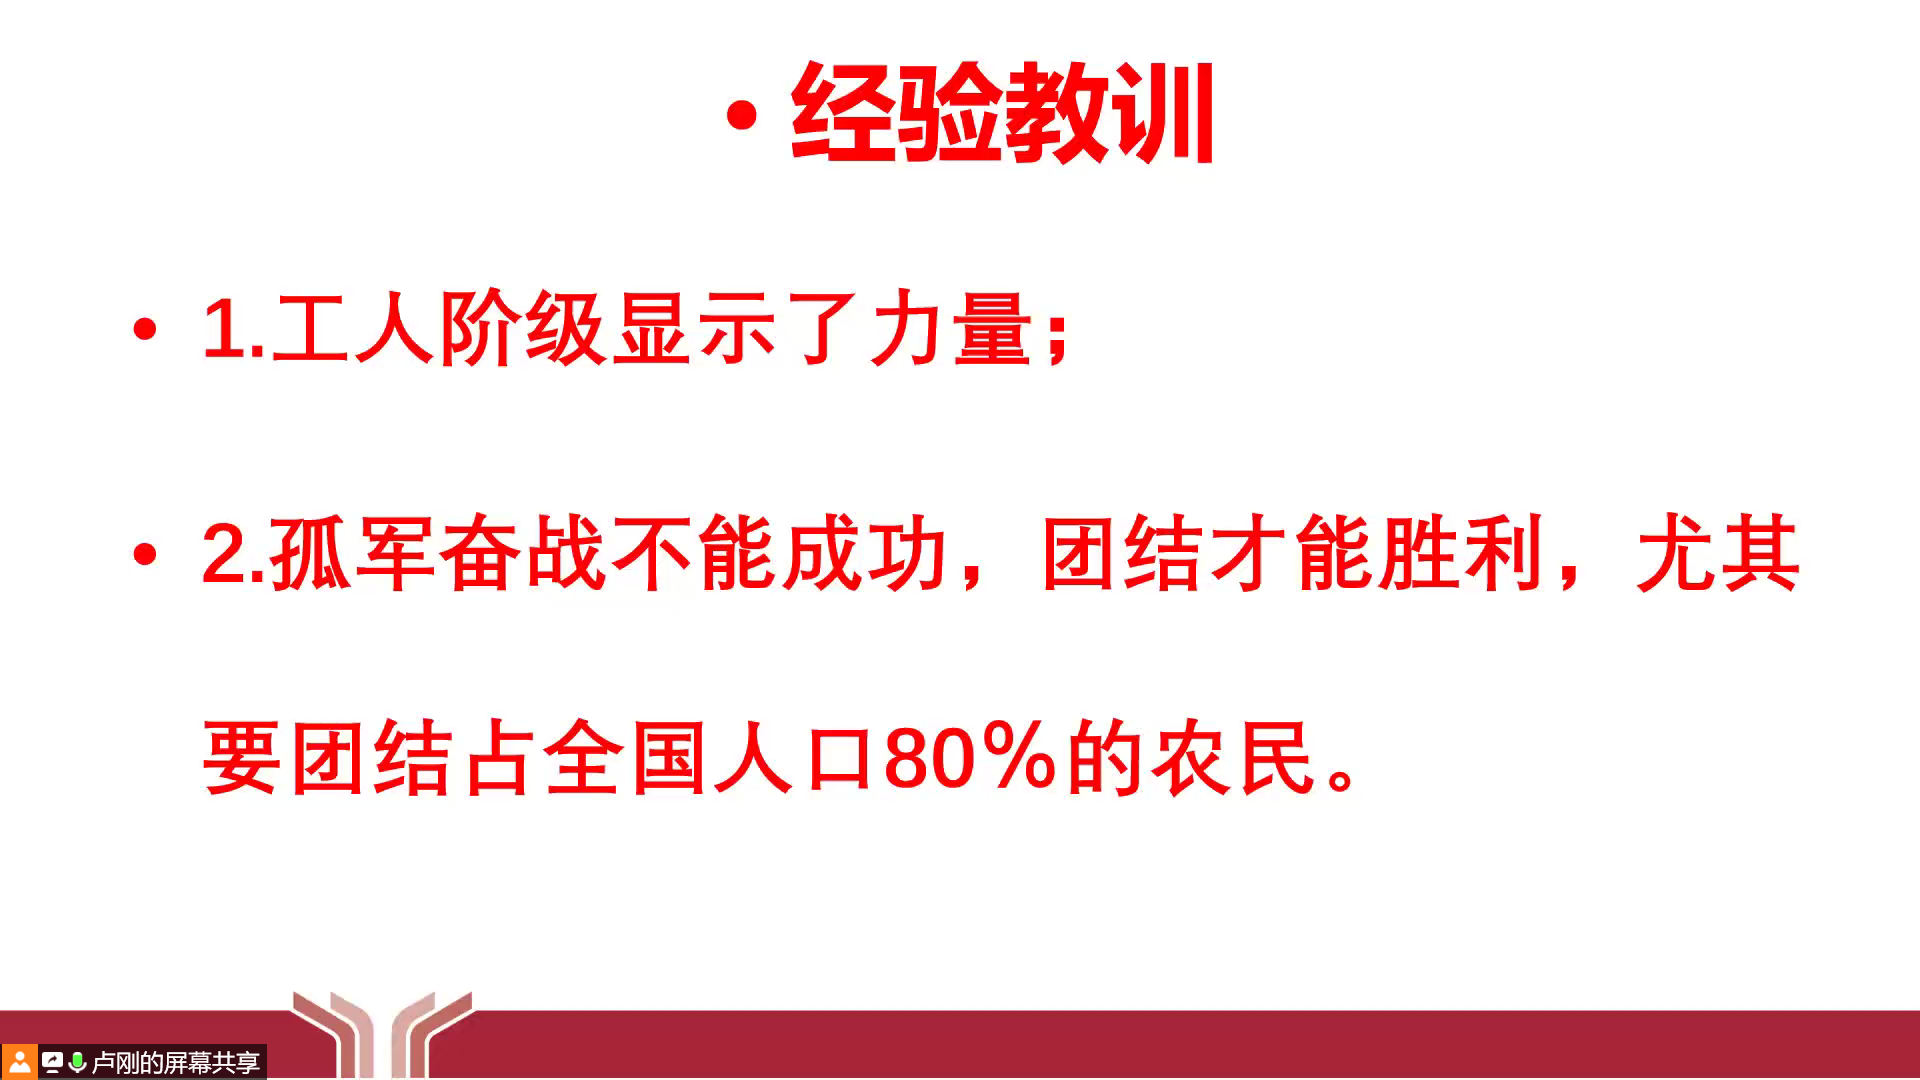 • 经验教训
• 1.工人阶级显示了力量；
• 2.孤军奋战不能成功，团结才能胜利，尤其
要团结占全国人口80%的农民。
卢刚的屏幕共享